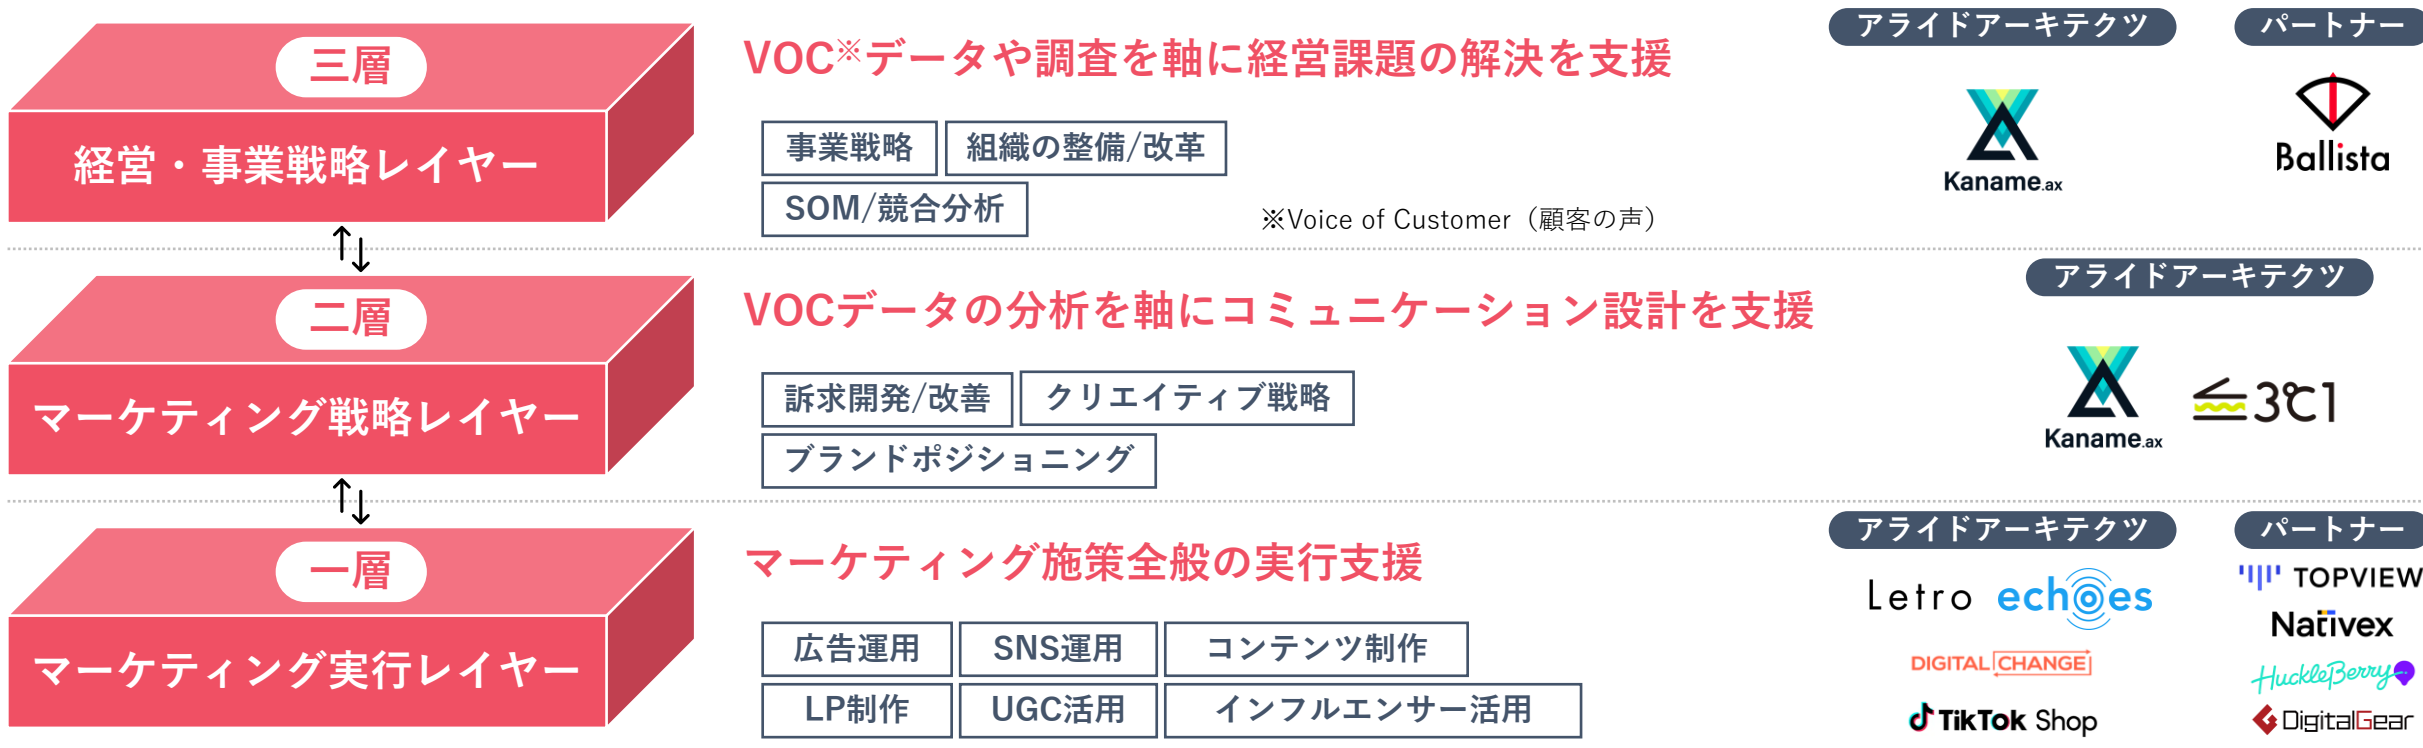 三層
経営・事業戦略レイヤー
VOC※データや調査を軸に経営課題の解決を支援
事業戦略
組織の整備/改革
SOM/競合分析
※Voice of Customer（顧客の声）
アライドアーキテクツ
パートナー
Kaname.ax
Ballista
二層
マーケティング戦略レイヤー
VOCデータの分析を軸にコミュニケーション設計を支援
訴求開発/改善
クリエイティブ戦略
ブランドポジショニング
アライドアーキテクツ
Kaname.ax
3℃1
一層
マーケティング実行レイヤー
マーケティング施策全般の実行支援
広告運用
SNS運用
コンテンツ制作
LP制作
UGC活用
インフルエンサー活用
アライドアーキテクツ
パートナー
Letro
echoes
DIGITAL CHANGE
TikTok Shop
TOPVIEW
Nativex
HuckleBerry
DigitalGear